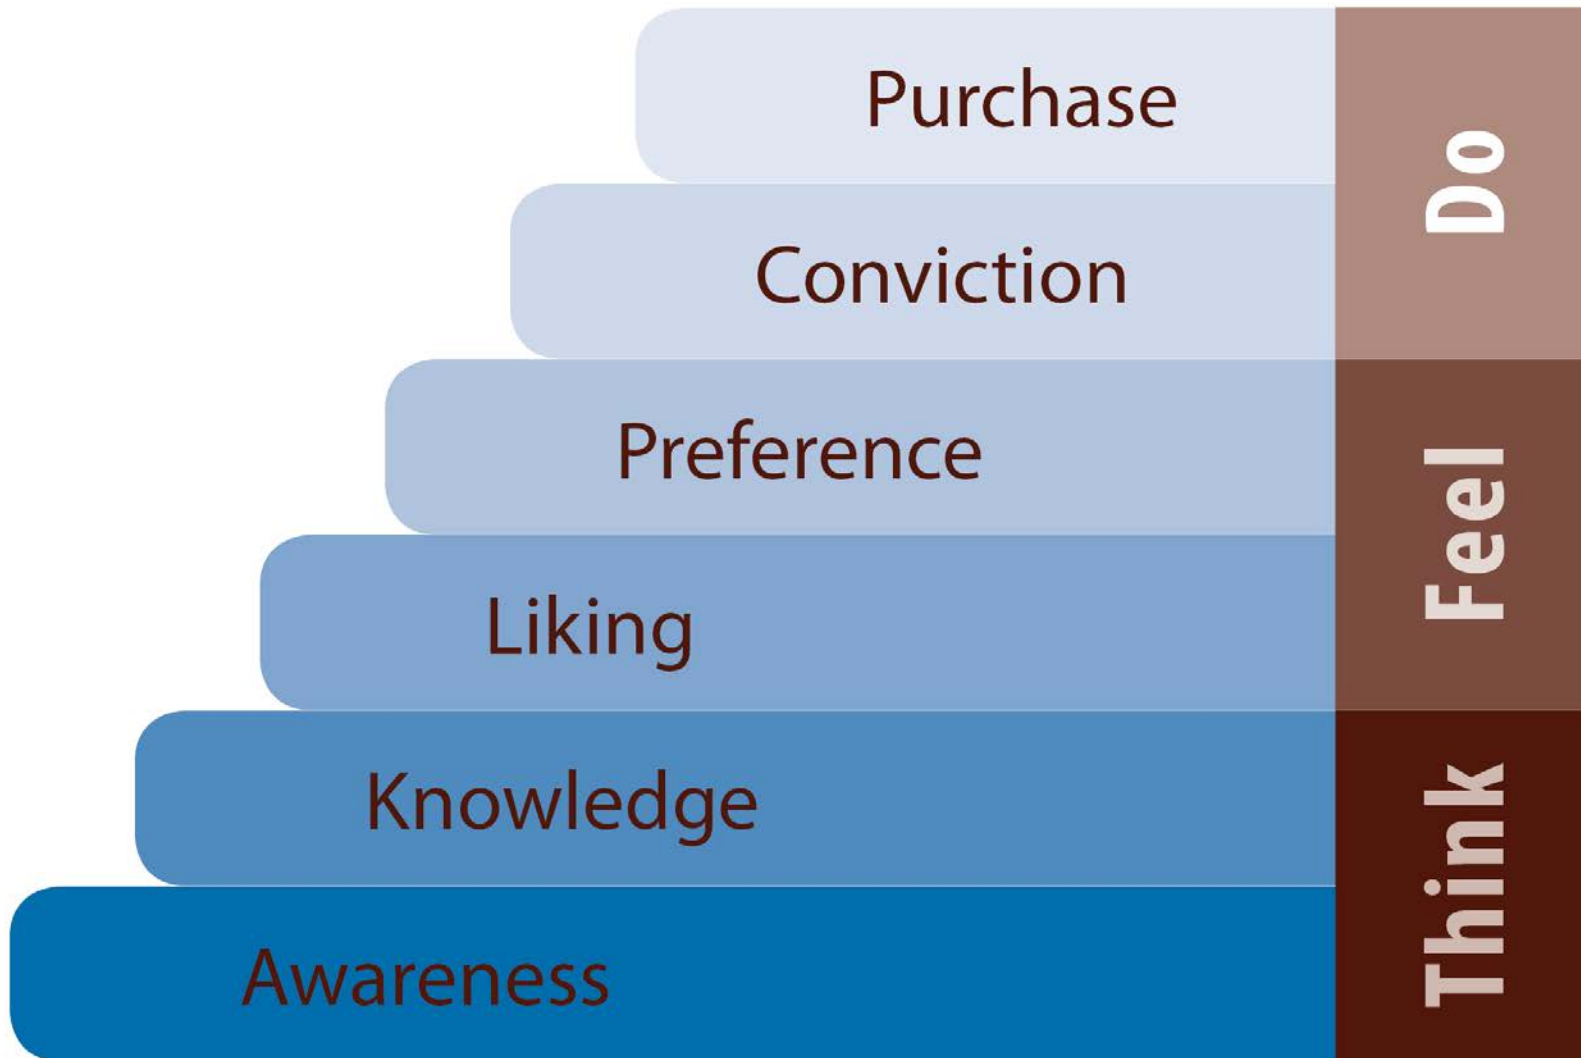 Purchase
Conviction
Preference
Liking
Knowledge
Awareness
Do
Feel
Think